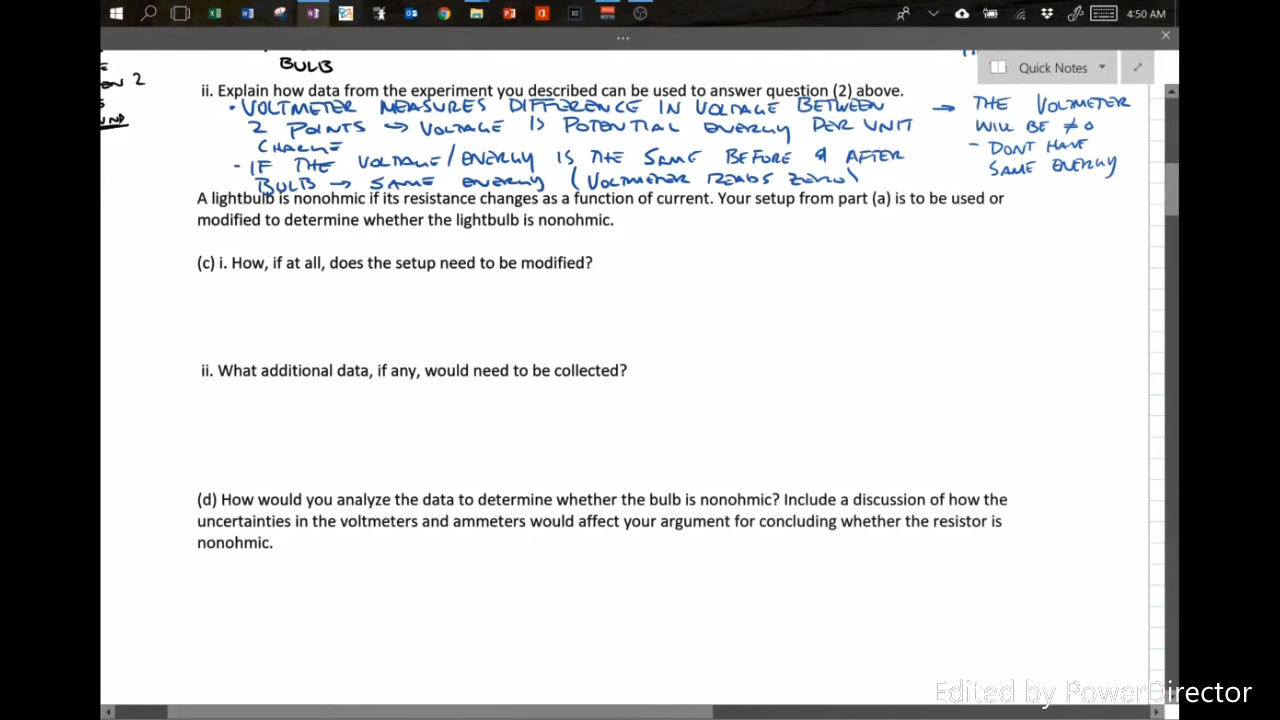 4:50 AM
Quick Notes
BULB
ii. Explain how data from the experiment you described can be used to answer question (2) above.
• VOLTMETER MEASURES DIFFERENCE IN VOLTAGE BETWEEN
2 POINTS → VOLTAGE IS POTENTIAL ENERGY PER UNIT
CHARGE
- IF THE VOLTAGE/ENERGY IS THE SAME BEFORE & AFTER
BULB → SAME ENERGY (VOLTMETER READS ZERO)
→ THE VOLTMETER
WILL BE ≠ 0
- DONT HAVE
SAME ENERGY
A lightbulb is nonohmic if its resistance changes as a function of current. Your setup from part (a) is to be used or
modified to determine whether the lightbulb is nonohmic.
(c) i. How, if at all, does the setup need to be modified?
ii. What additional data, if any, would need to be collected?
(d) How would you analyze the data to determine whether the bulb is nonohmic? Include a discussion of how the
uncertainties in the voltmeters and ammeters would affect your argument for concluding whether the resistor is
nonohmic.
Edited by PowerDirector